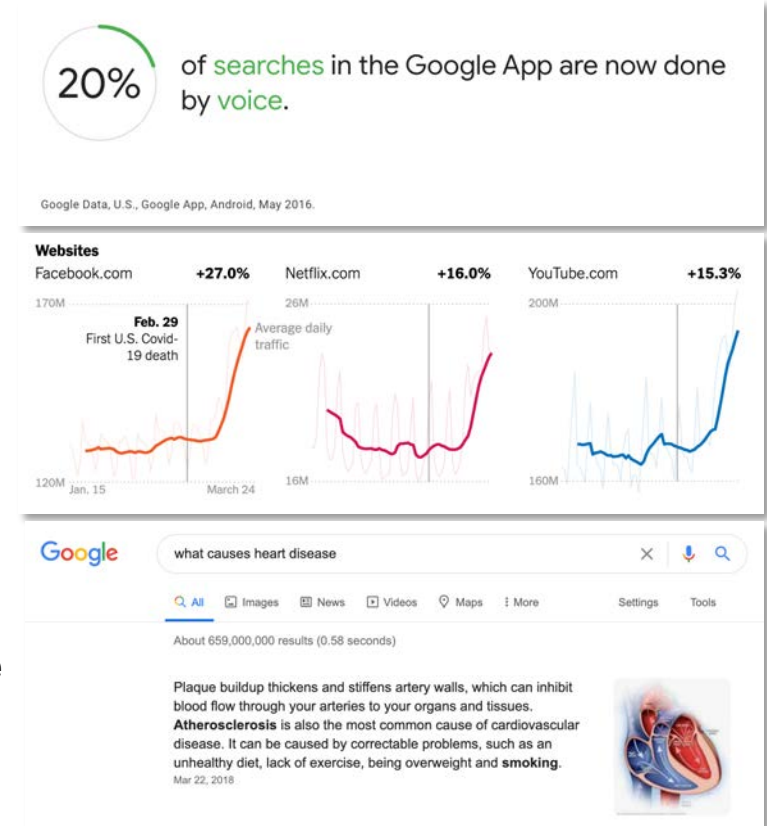 20%
of searches in the Google App are now done
by voice.
Google Data, U.S., Google App, Android, May 2016.
Websites
Facebook.com +27.0% Netflix.com +16.0% YouTube.com +15.3%
170M 26M 200M
Feb. 29
First U.S. Covid-
19 death
Average daily
traffic
120M 16M 160M
Jan. 15 March 24
Google what causes heart disease
All Images News Videos Maps More Settings Tools
About 659,000,000 results (0.58 seconds)
Plaque buildup thickens and stiffens artery walls, which can inhibit
blood flow through your arteries to your organs and tissues.
Atherosclerosis is also the most common cause of cardiovascular
disease. It can be caused by correctable problems, such as an
unhealthy diet, lack of exercise, being overweight and smoking.
Mar 22, 2018